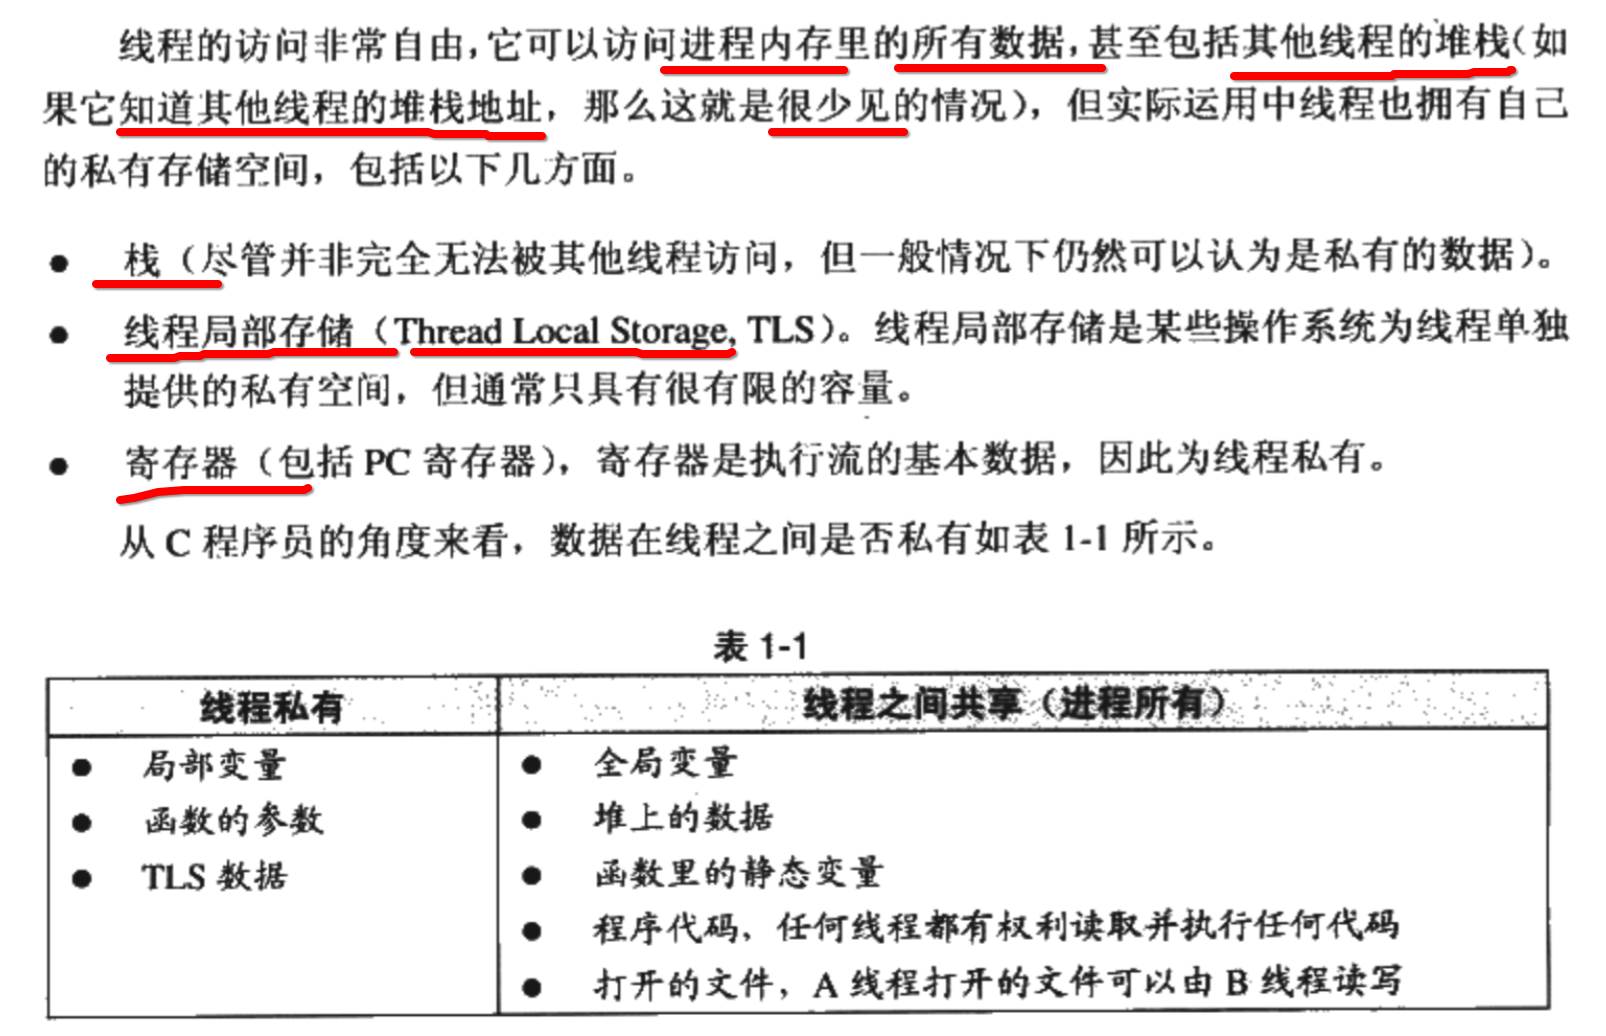 线程的访问非常自由，它可以访问进程内存里的所有数据，甚至包括其他线程的堆栈（如
果它知道其他线程的堆栈地址，那么这就是很少见的情况），但实际运用中线程也拥有自己
的私有存储空间，包括以下几方面。
● 栈（尽管并非完全无法被其他线程访问，但一般情况下仍然可以认为是私有的数据）。
● 线程局部存储（Thread Local Storage, TLS）。线程局部存储是某些操作系统为线程单独
提供的私有空间，但通常只具有很有限的容量。
● 寄存器（包括 PC 寄存器），寄存器是执行流的基本数据，因此为线程私有。
从 C 程序员的角度来看，数据在线程之间是否私有如表 1-1 所示。
表 1-1
线程私有
线程之间共享（进程所有）
● 局部变量
● 函数的参数
● TLS 数据
● 全局变量
● 堆上的数据
● 函数里的静态变量
● 程序代码，任何线程都有权利读取并执行任何代码
● 打开的文件，A 线程打开的文件可以由 B 线程读写